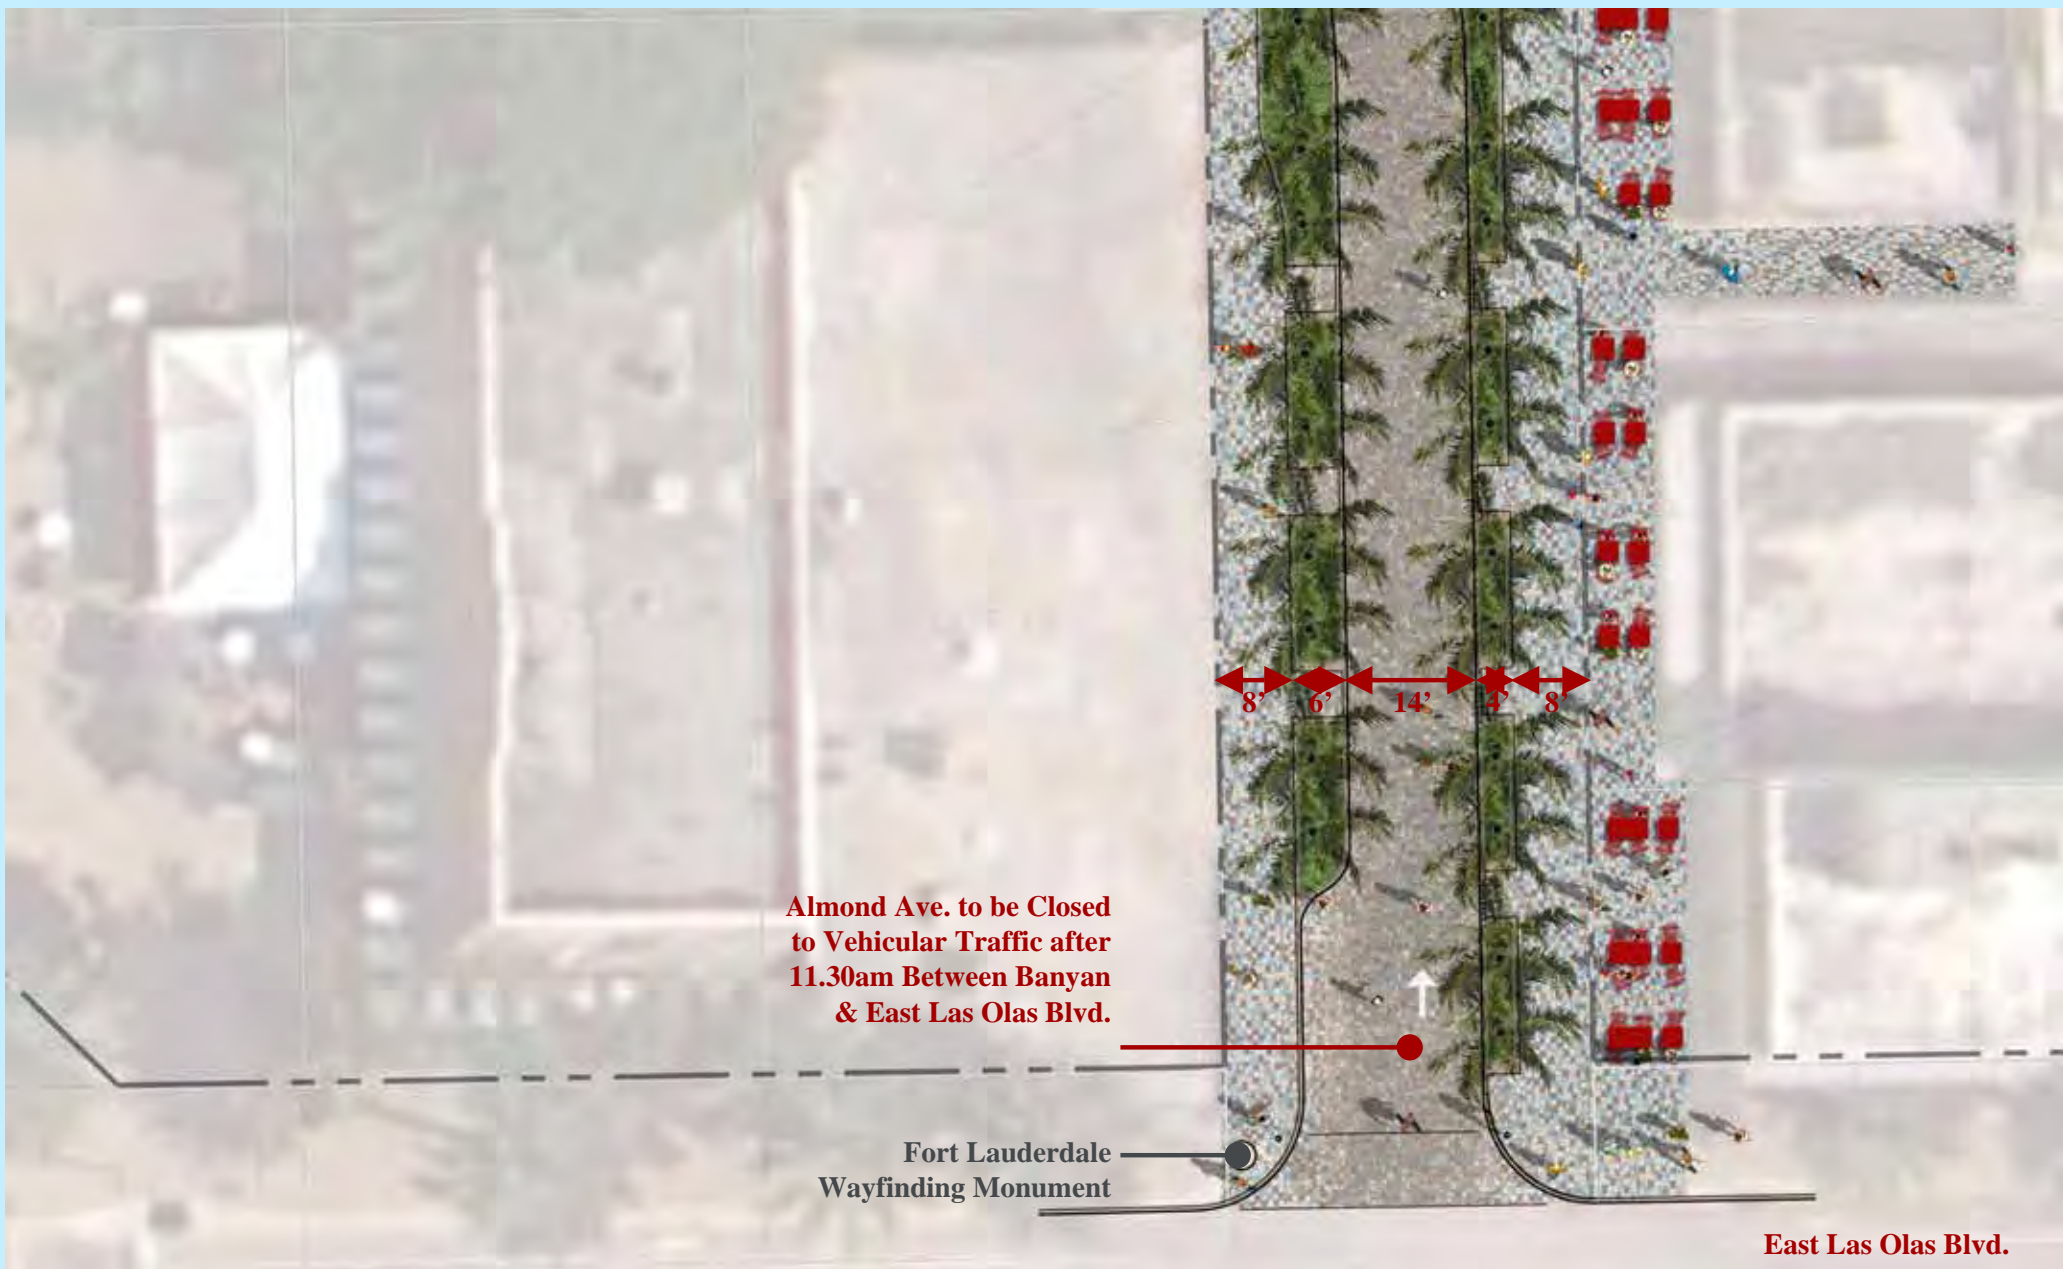 8’ 6’ 14’ 4’ 8’
Almond Ave. to be Closed
to Vehicular Traffic after
11.30am Between Banyan
& East Las Olas Blvd.
Fort Lauderdale
Wayfinding Monument
East Las Olas Blvd.